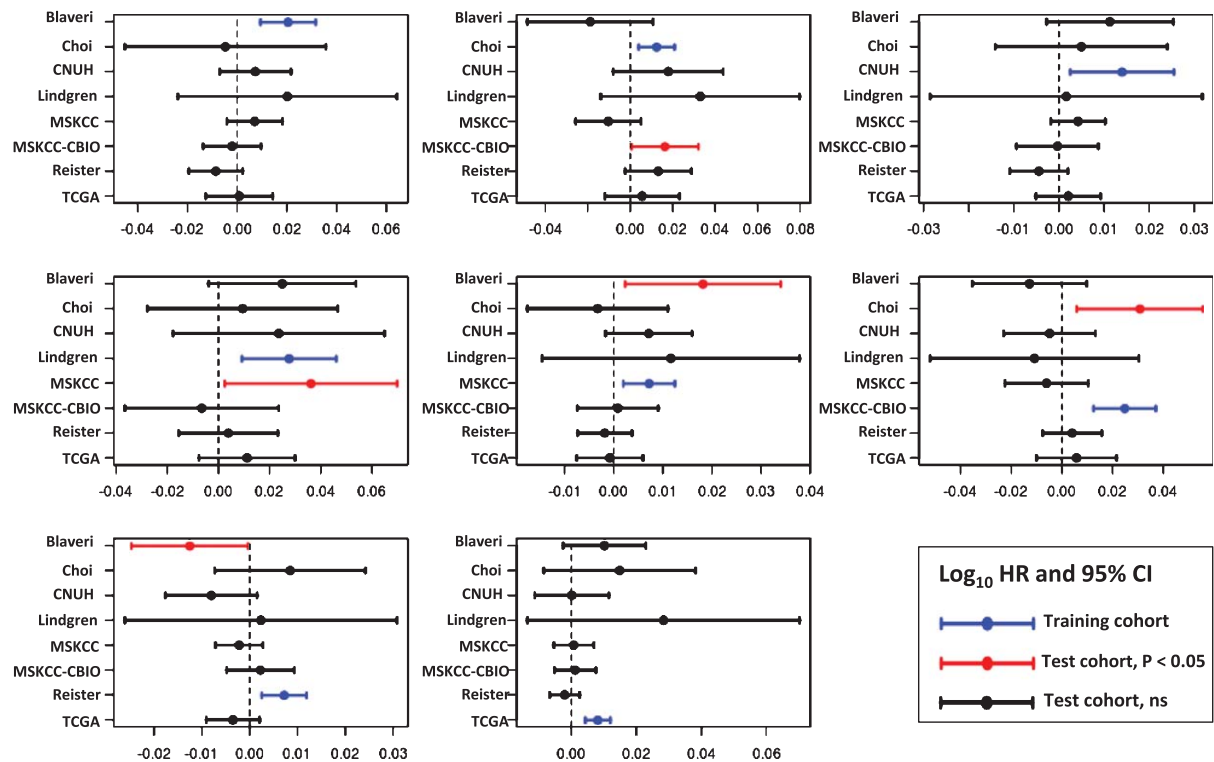 Blaveri
Choi
CNUH
Lindgren
MSKCC
MSKCC-CBIO
Reister
TCGA
-0.04 -0.02 0.00 0.02 0.04 0.06
Blaveri
Choi
CNUH
Lindgren
MSKCC
MSKCC-CBIO
Reister
TCGA
-0.04 0.00 0.02 0.04 0.06 0.08
Blaveri
Choi
CNUH
Lindgren
MSKCC
MSKCC-CBIO
Reister
TCGA
-0.03 -0.01 0.00 0.01 0.02 0.03
Blaveri
Choi
CNUH
Lindgren
MSKCC
MSKCC-CBIO
Reister
TCGA
-0.04 -0.02 0.00 0.02 0.04 0.06
Blaveri
Choi
CNUH
Lindgren
MSKCC
MSKCC-CBIO
Reister
TCGA
-0.01 0.00 0.01 0.02 0.03 0.04
Blaveri
Choi
CNUH
Lindgren
MSKCC
MSKCC-CBIO
Reister
TCGA
-0.04 -0.02 0.00 0.02 0.04
Blaveri
Choi
CNUH
Lindgren
MSKCC
MSKCC-CBIO
Reister
TCGA
-0.02 -0.01 0.00 0.01 0.02 0.03
Blaveri
Choi
CNUH
Lindgren
MSKCC
MSKCC-CBIO
Reister
TCGA
0.00 0.02 0.04 0.06
Log₁₀ HR and 95% CI
Training cohort
Test cohort, P < 0.05
Test cohort, ns